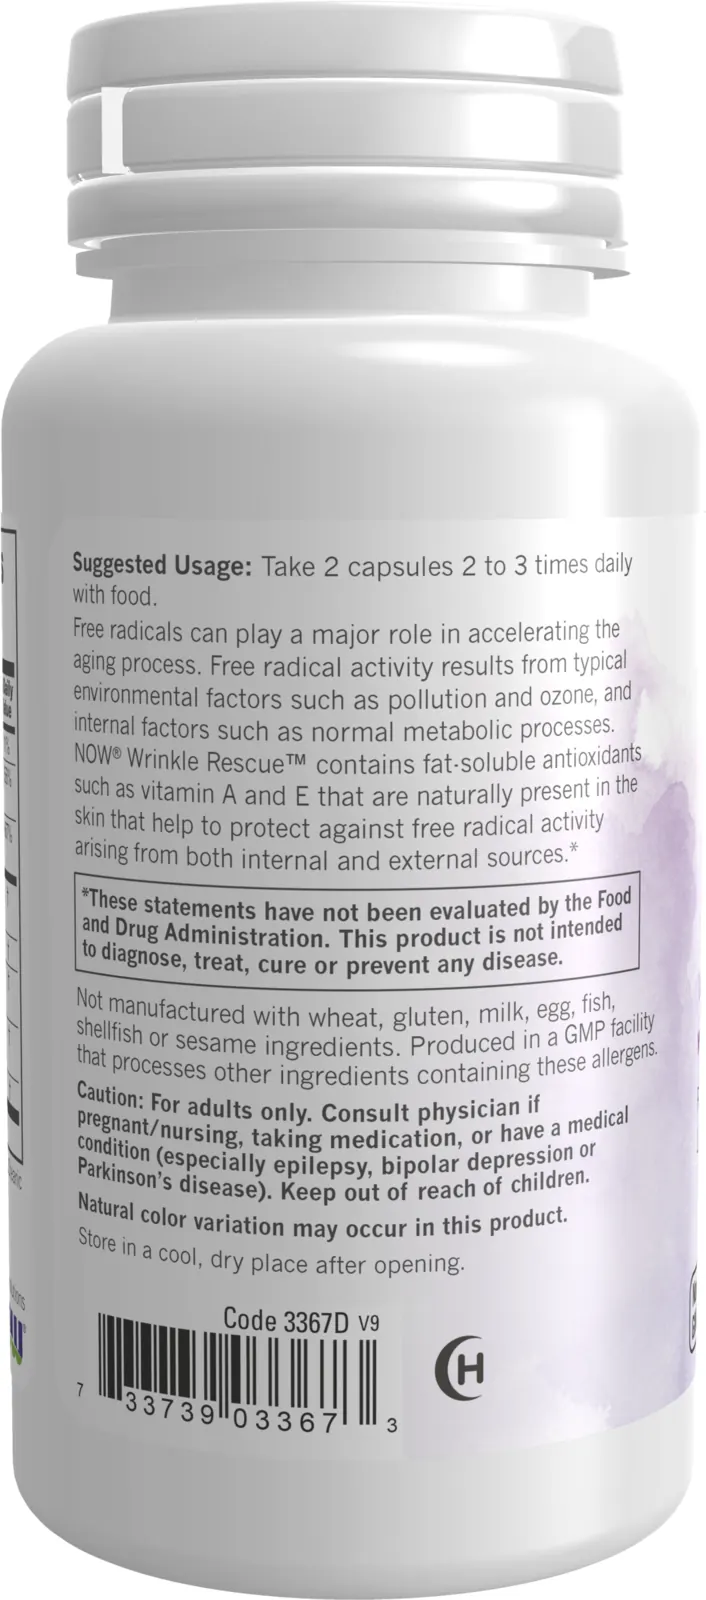 Suggested Usage: Take 2 capsules 2 to 3 times daily
with food.
Free radicals can play a major role in accelerating the
aging process. Free radical activity results from typical
environmental factors such as pollution and ozone, and
internal factors such as normal metabolic processes.
NOW® Wrinkle Rescue™ contains fat-soluble antioxidants
such as vitamin A and E that are naturally present in the
skin that help to protect against free radical activity
arising from both internal and external sources.*
*These statements have not been evaluated by the Food
and Drug Administration. This product is not intended
to diagnose, treat, cure or prevent any disease.
Not manufactured with wheat, gluten, milk, egg, fish,
shellfish or sesame ingredients. Produced in a GMP facility
that processes other ingredients containing these allergens.
Caution: For adults only. Consult physician if
pregnant/nursing, taking medication, or have a medical
condition (especially epilepsy, bipolar depression or
Parkinson's disease). Keep out of reach of children.
Natural color variation may occur in this product.
Store in a cool, dry place after opening.
Code 3367D V9
7 33739 03367 3
H